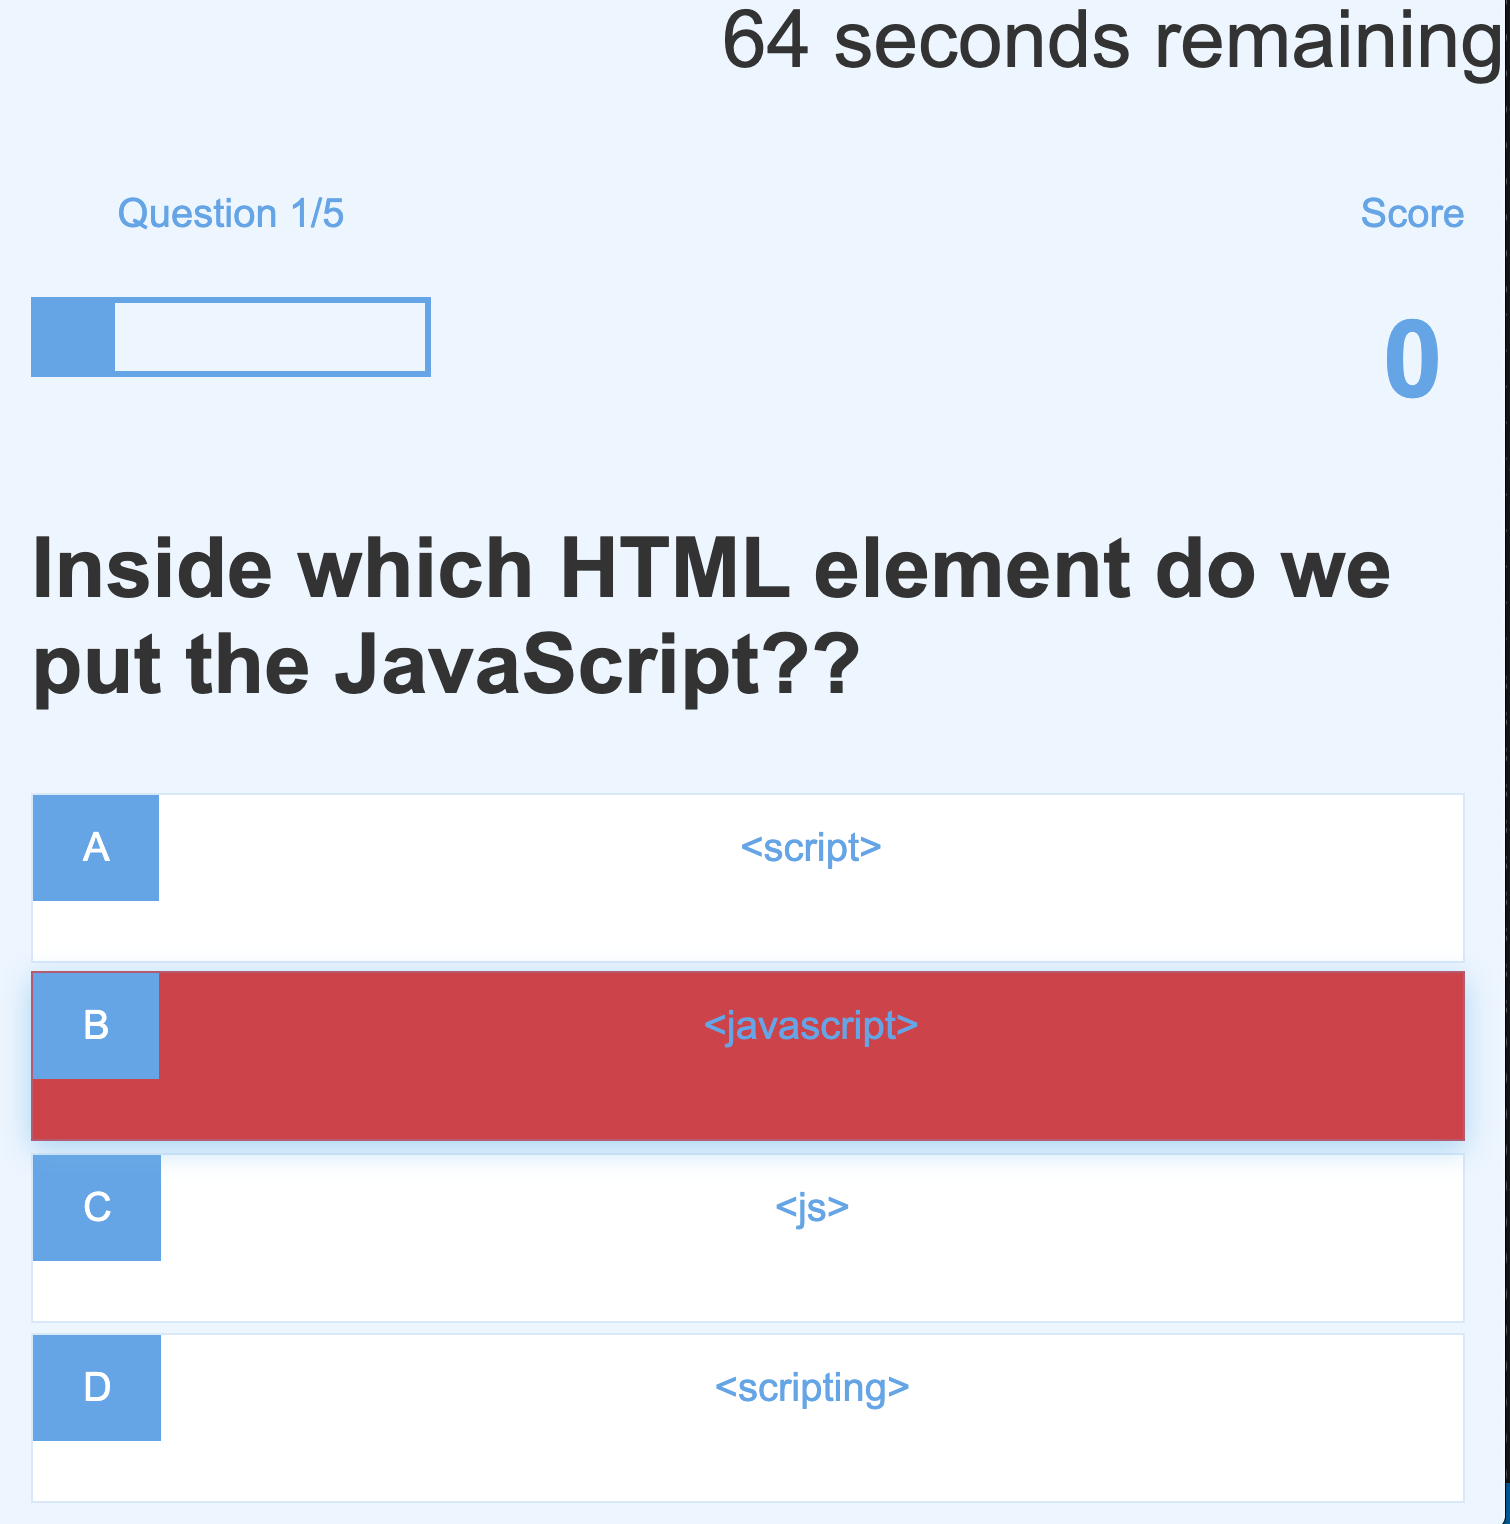 64 seconds remaining
Question 1/5
Score
0
Inside which HTML element do we
put the JavaScript??
A <script>
B <javascript>
C <js>
D <scripting>